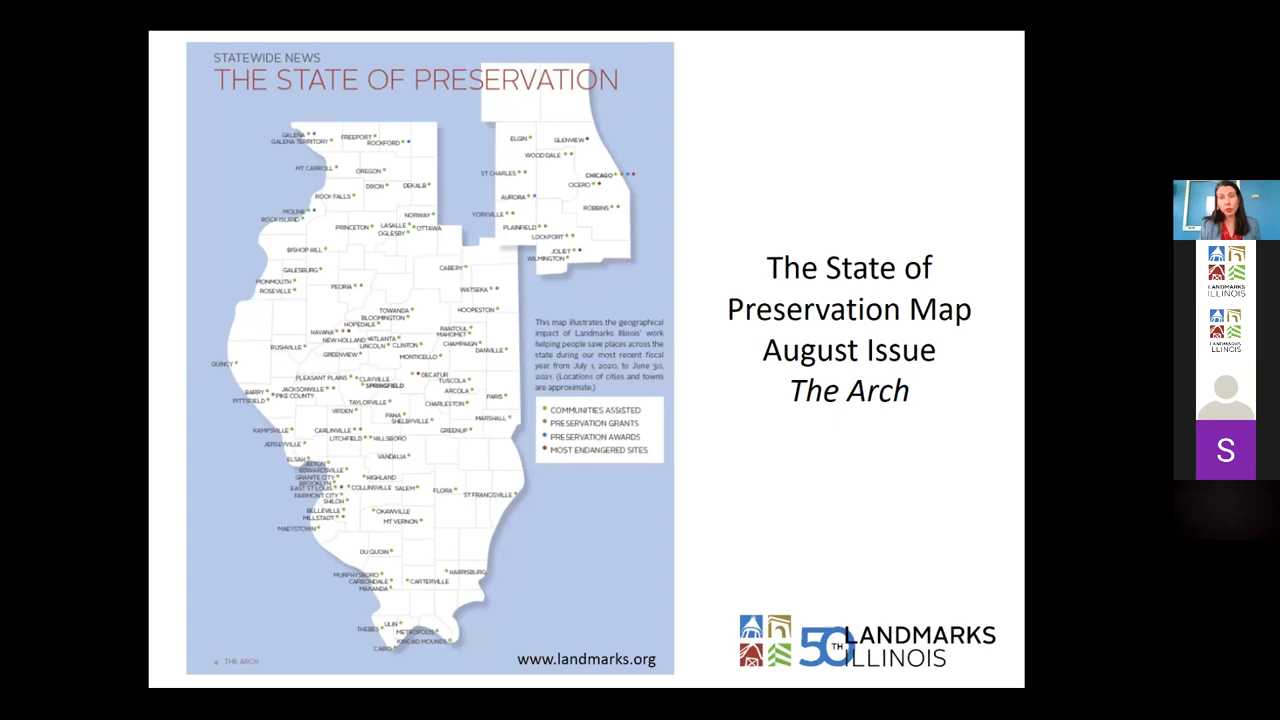 STATEWIDE NEWS
THE STATE OF PRESERVATION
GALENA
GALENA TERRITORY
FREEPORT
ROCKFORD
MT CARROLL
OREGON
DIXON
DEKALB
ROCK FALLS
MOLINE
ROCK ISLAND
NORWAY
PRINCETON
LASALLE
OGLESBY
OTTAWA
BISHOP HILL
GALESBURG
CABERY
MONMOUTH
ROSEVILLE
PEORIA
WATSEKA
TOWANDA
BLOOMINGTON
HOPEDALE
HOOPESTON
HAVANA
NEW HOLLAND
ATLANTA
RANTOUL
MAHOMET
RUSHVILLE
LINCOLN
CLINTON
CHAMPAIGN
GREENVIEW
MONTICELLO
DANVILLE
QUINCY
PLEASANT PLAINS
CLAYVILLE
SPRINGFIELD
DECATUR
TUSCOLA
BARRY
JACKSONVILLE
PIKE COUNTY
PITTSFIELD
ARCOLA
PARIS
TAYLORVILLE
CHARLESTON
VIRDEN
PANA
SHELBYVILLE
MARSHALL
KAMPSVILLE
CARLINVILLE
GREENUP
LITCHFIELD
HILLSBORO
JERSEYVILLE
ELSAH
ALTON
EDWARDSVILLE
VANDALIA
GRANITE CITY
BROOKLYN
EAST ST LOUIS
HIGHLAND
COLLINSVILLE
SALEM
FLORA
ST FRANCISVILLE
FAIRMONT CITY
SHILOH
BELLEVILLE
MILLSTADT
OKAWVILLE
MT VERNON
MAEYSTOWN
DU QUOIN
MURPHYSBORO
CARBONDALE
MAKANDA
HARRISBURG
CARTERVILLE
THEBES
ULLIN
METROPOLIS
KINCAID MOUNDS
CAIRO
ELGIN
GLENVIEW
WOOD DALE
ST CHARLES
CHICAGO
CICERO
AURORA
ROBBINS
YORKVILLE
PLAINFIELD
LOCKPORT
JOLIET
WILMINGTON
This map illustrates the geographical
impact of Landmarks Illinois' work
helping people save places across the
state during our most recent fiscal
year from July 1, 2020, to June 30,
2021. (Locations of cities and towns
are approximate.)
COMMUNITIES ASSISTED
PRESERVATION GRANTS
PRESERVATION AWARDS
MOST ENDANGERED SITES
4 THE ARCH
www.landmarks.org
The State of
Preservation Map
August Issue
The Arch
50TH LANDMARKS
ILLINOIS
LANDMARKS
ILLINOIS
LANDMARKS
ILLINOIS
S